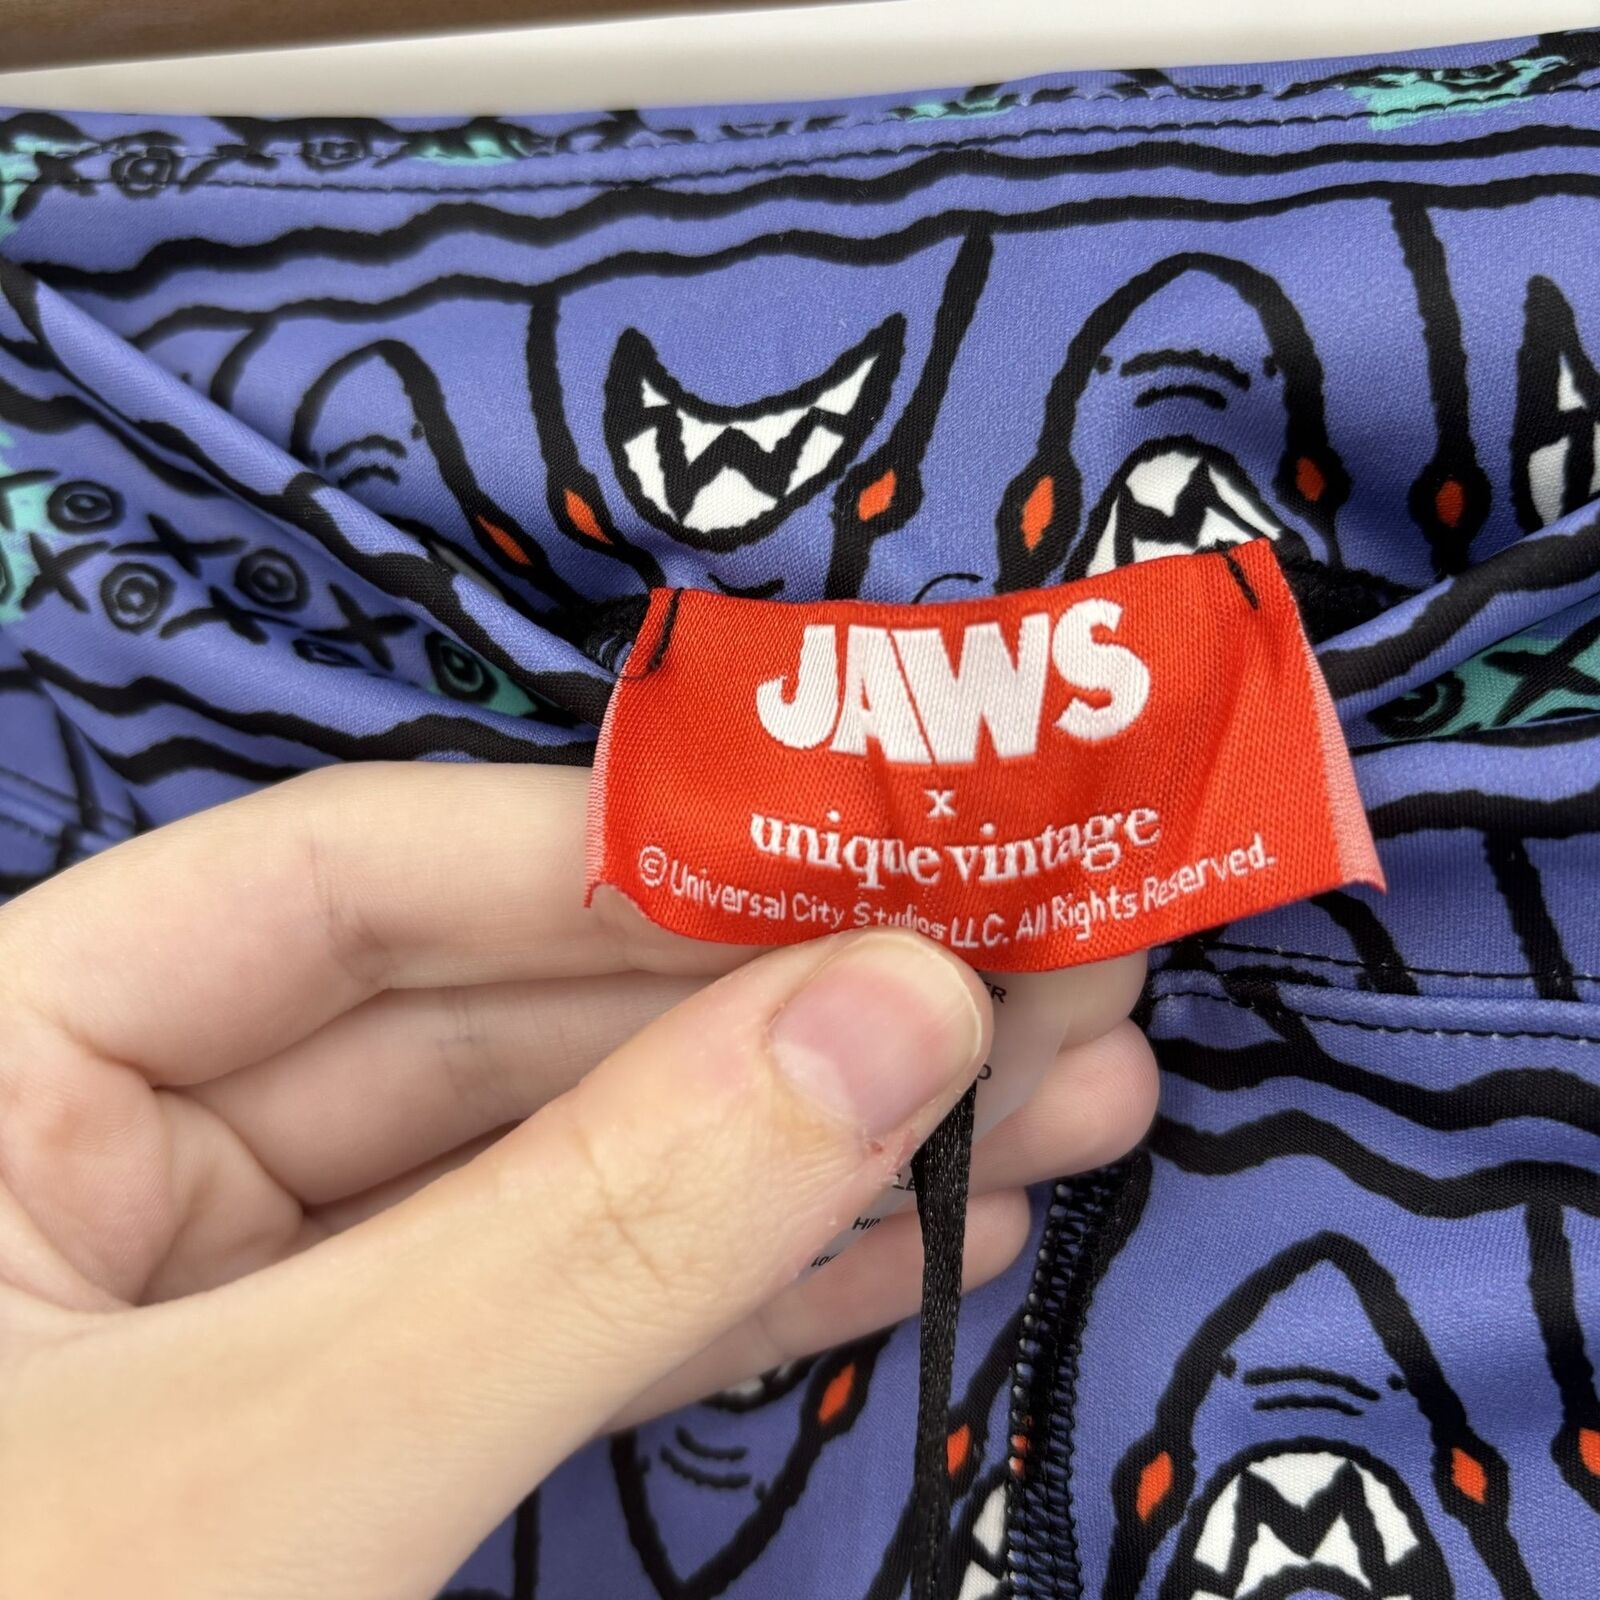 JAWS
x
unique vintage
© Universal City Studios LLC. All Rights Reserved.